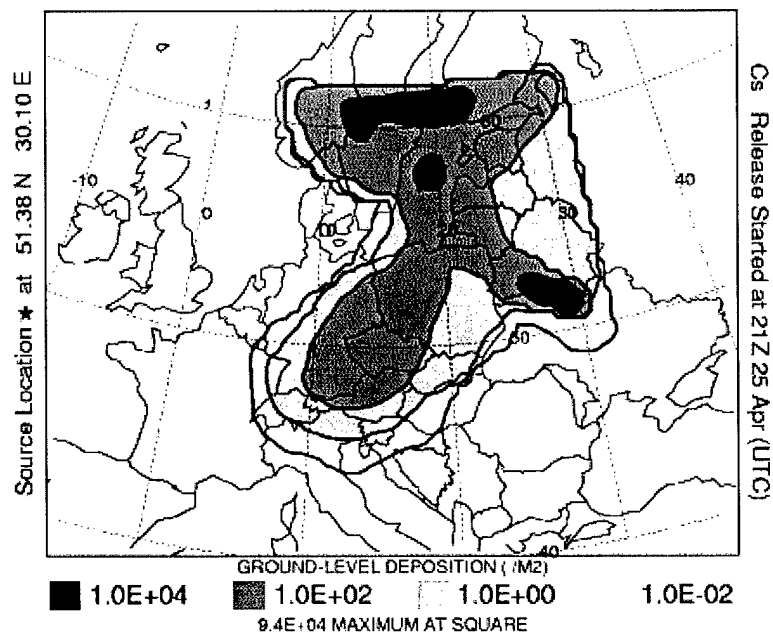 Source Location ★ at 51.38 N 30.10 E
Cs Release Started at 21Z 25 Apr (UTC)
-10
0
10
40
50
60
50
40
GROUND-LEVEL DEPOSITION ( /M2)
1.0E+04 1.0E+02 1.0E+00 1.0E-02
9.4E+04 MAXIMUM AT SQUARE